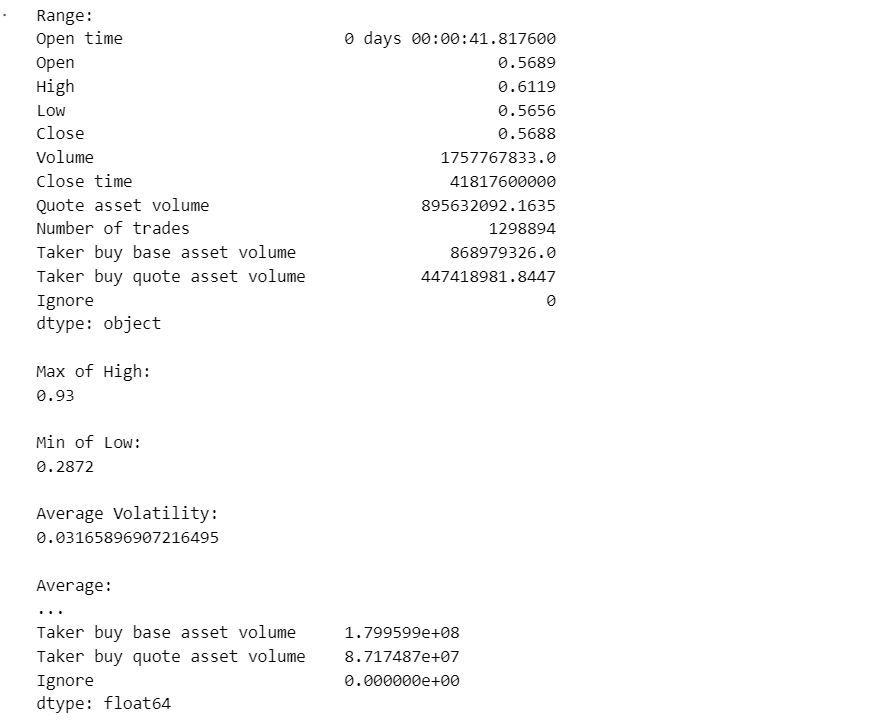 Range:
Open time 0 days 00:00:41.817600
Open 0.5689
High 0.6119
Low 0.5656
Close 0.5688
Volume 1757767833.0
Close time 41817600000
Quote asset volume 895632092.1635
Number of trades 1298894
Taker buy base asset volume 868979326.0
Taker buy quote asset volume 447418981.8447
Ignore 0
dtype: object
Max of High:
0.93
Min of Low:
0.2872
Average Volatility:
0.03165896907216495
Average:
...
Taker buy base asset volume 1.799599e+08
Taker buy quote asset volume 8.717487e+07
Ignore 0.000000e+00
dtype: float64